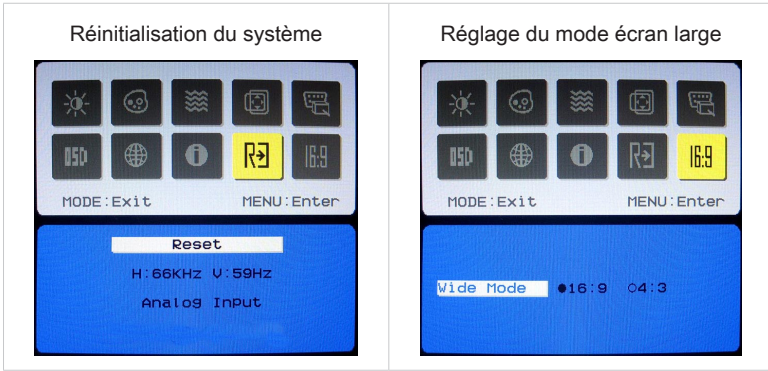 Réinitialisation du système
OSD
R
16:9
MODE:Exit MENU:Enter
Reset
H:66KHz V:59Hz
Analog Input
Réglage du mode écran large
OSD
R
16:9
MODE:Exit MENU:Enter
Wide Mode ●16:9 ○4:3